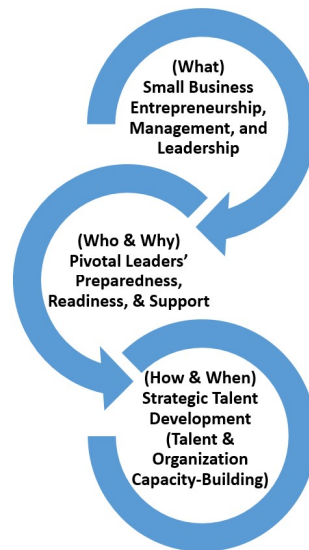 (What)
Small Business
Entrepreneurship,
Management, and
Leadership
(Who & Why)
Pivotal Leaders’
Preparedness,
Readiness, & Support
(How & When)
Strategic Talent
Development
(Talent &
Organization
Capacity-Building)